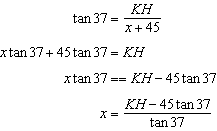 tan 37 = KH / (x + 45)
x tan 37 + 45 tan 37 = KH
x tan 37 == KH − 45 tan 37
x = (KH − 45 tan 37) / tan 37